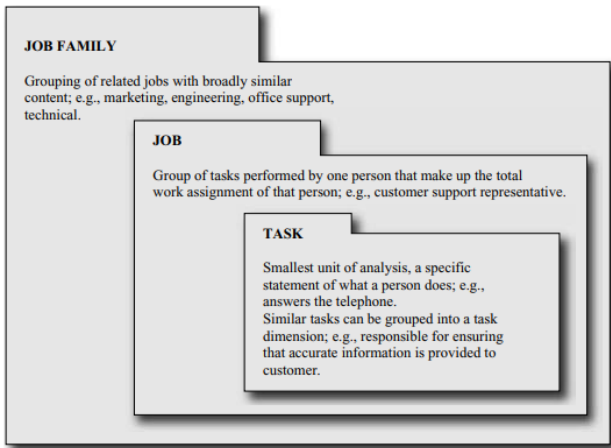 JOB FAMILY
Grouping of related jobs with broadly similar
content; e.g., marketing, engineering, office support,
technical.
JOB
Group of tasks performed by one person that make up the total
work assignment of that person; e.g., customer support representative.
TASK
Smallest unit of analysis, a specific
statement of what a person does; e.g.,
answers the telephone.
Similar tasks can be grouped into a task
dimension; e.g., responsible for ensuring
that accurate information is provided to
customer.